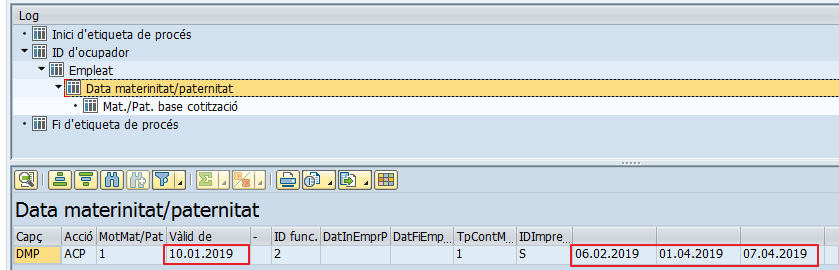 Log
Inici d'etiqueta de procés
ID d'ocupador
Empleat
Data materinitat/paternitat
Mat./Pat. base cotització
Fi d'etiqueta de procés
Data materinitat/paternitat
Capç Acció MotMat/Pat Vàlid de - ID func. DatInEmprP DatFiEmp... TpContM... IDImpre...
DMP ACP 1 10.01.2019 2 1 S 06.02.2019 01.04.2019 07.04.2019